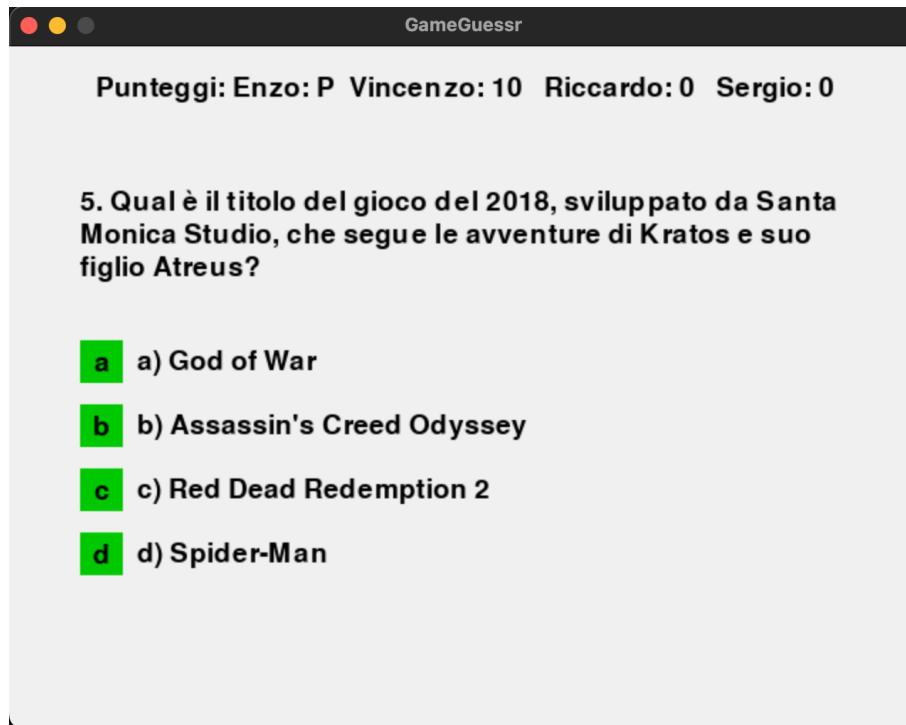 GameGuessr
Punteggi: Enzo: P Vincenzo: 10 Riccardo: 0 Sergio: 0
5. Qual è il titolo del gioco del 2018, sviluppato da Santa
Monica Studio, che segue le avventure di Kratos e suo
figlio Atreus?
a a) God of War
b b) Assassin's Creed Odyssey
c c) Red Dead Redemption 2
d d) Spider-Man